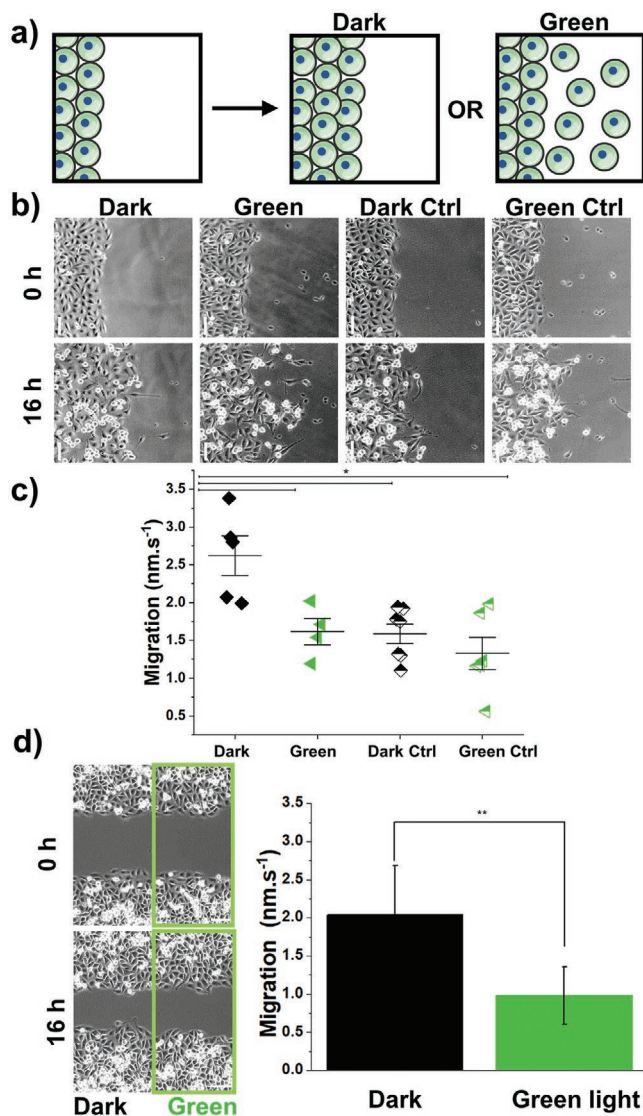 a)
Dark
Green
OR
b)
Dark
Green
Dark Ctrl
Green Ctrl
0 h
16 h
c)
*
Migration (nm.s⁻¹)
3.5
3.0
2.5
2.0
1.5
1.0
0.5
Dark
Green
Dark Ctrl
Green Ctrl
d)
0 h
16 h
Dark
Green
Migration (nm.s⁻¹)
3.5
3.0
2.5
2.0
1.5
1.0
0.5
0.0
**
Dark
Green light